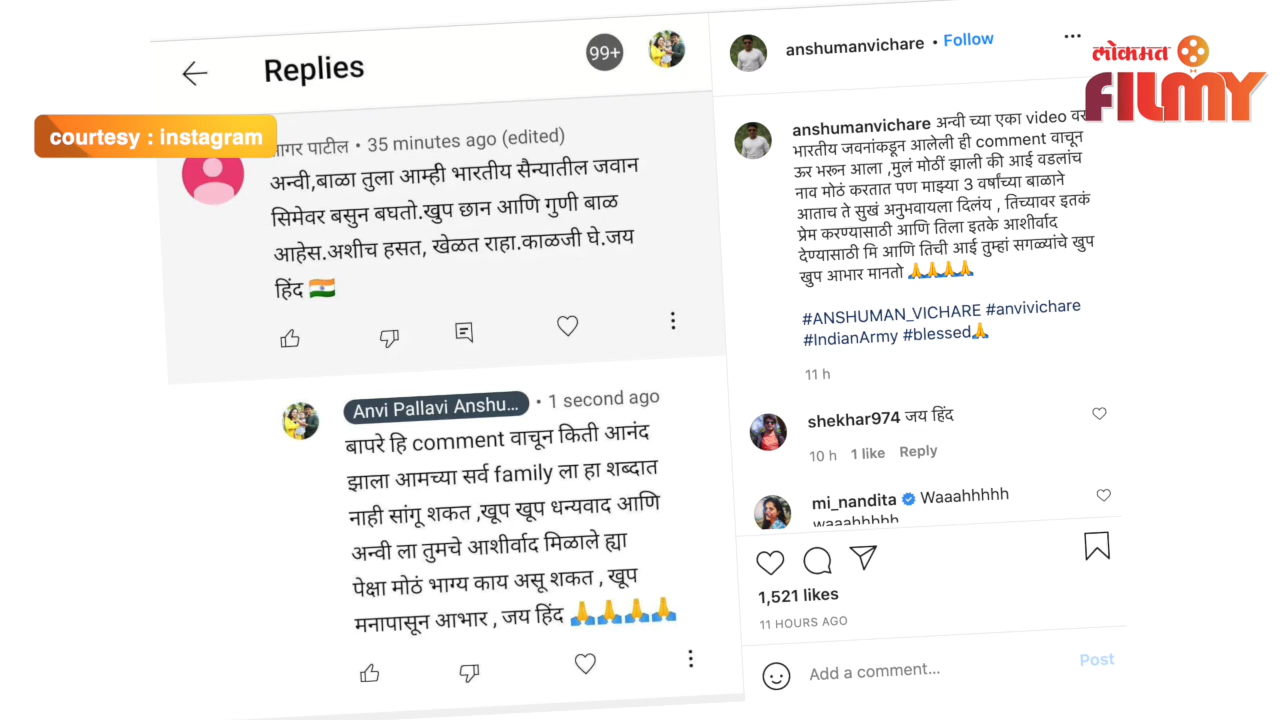 Replies
99+
courtesy : instagram
पाटील • 35 minutes ago (edited)
अन्वी,बाळा तुला आम्ही भारतीय सैन्यातील जवान
सिमेवर बसुन बघतो.खुप छान आणि गुणी बाळ
आहेस.अशीच हसत, खेळत राहा.काळजी घे.जय
हिंद 🇮🇳
Anvi Pallavi Anshu... • 1 second ago
बापरे हि comment वाचून किती आनंद
झाला आमच्या सर्व family ला हा शब्दात
नाही सांगू शकत ,खूप खूप धन्यवाद आणि
अन्वी ला तुमचे आशीर्वाद मिळाले ह्या
पेक्षा मोठं भाग्य काय असू शकत , खूप
मनापासून आभार , जय हिंद 🙏🙏🙏🙏
anshumanvichare • Follow
लोकमत
FILMY
anshumanvichare अन्वी च्या एका video वर
भारतीय जवनांकडून आलेली ही comment वाचून
ऊर भरून आला ,मुलं मोठीं झाली की आई वडलांच
नाव मोठं करतात पण माझ्या 3 वर्षांच्या बाळाने
आताच ते सुखं अनुभवायला दिलंय , तिच्यावर इतकं
प्रेम करण्यासाठी आणि तिला इतके आशीर्वाद
देण्यासाठी मि आणि तिची आई तुम्हां सगळ्यांचे खुप
खुप आभार मानतो 🙏🙏🙏🙏
#ANSHUMAN_VICHARE #anvivichare
#IndianArmy #blessed🙏
11 h
shekhar974 जय हिंद
10 h 1 like Reply
mi_nandita Waaahhhhh
waaahhhhh
1,521 likes
11 HOURS AGO
Add a comment... Post